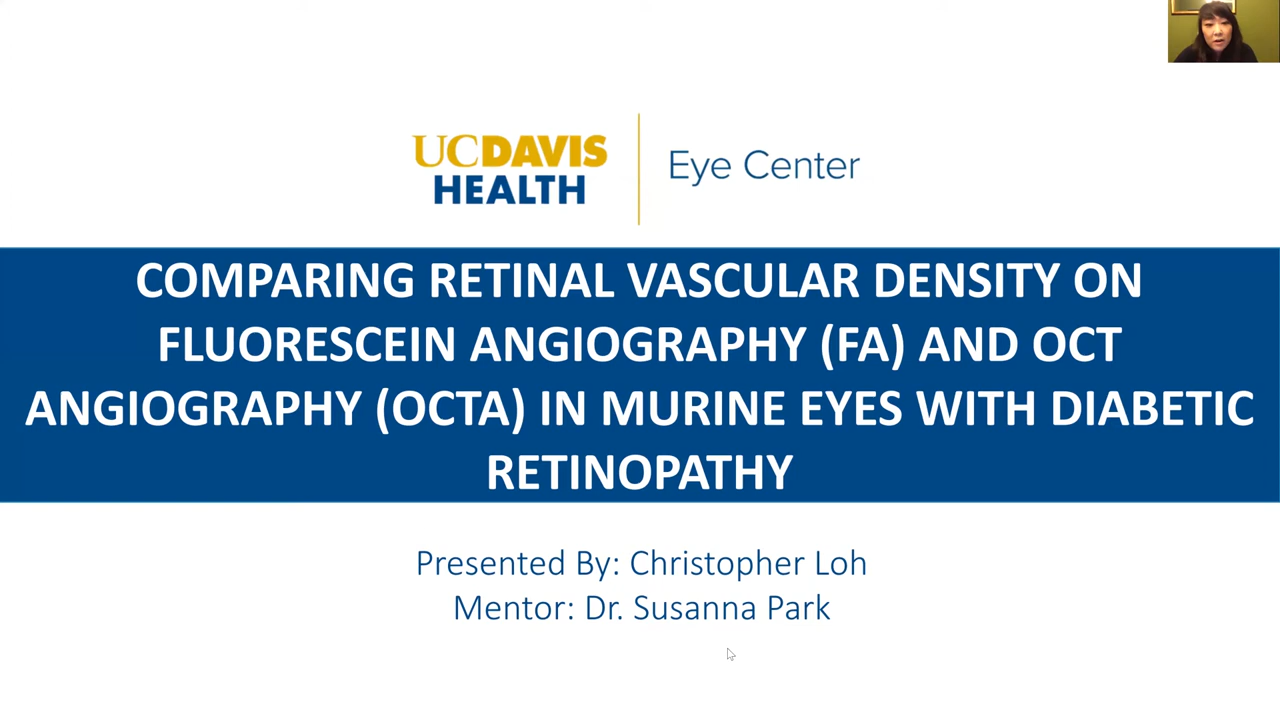 UCDAVIS
HEALTH
Eye Center
COMPARING RETINAL VASCULAR DENSITY ON
FLUORESCEIN ANGIOGRAPHY (FA) AND OCT
ANGIOGRAPHY (OCTA) IN MURINE EYES WITH DIABETIC
RETINOPATHY
Presented By: Christopher Loh
Mentor: Dr. Susanna Park